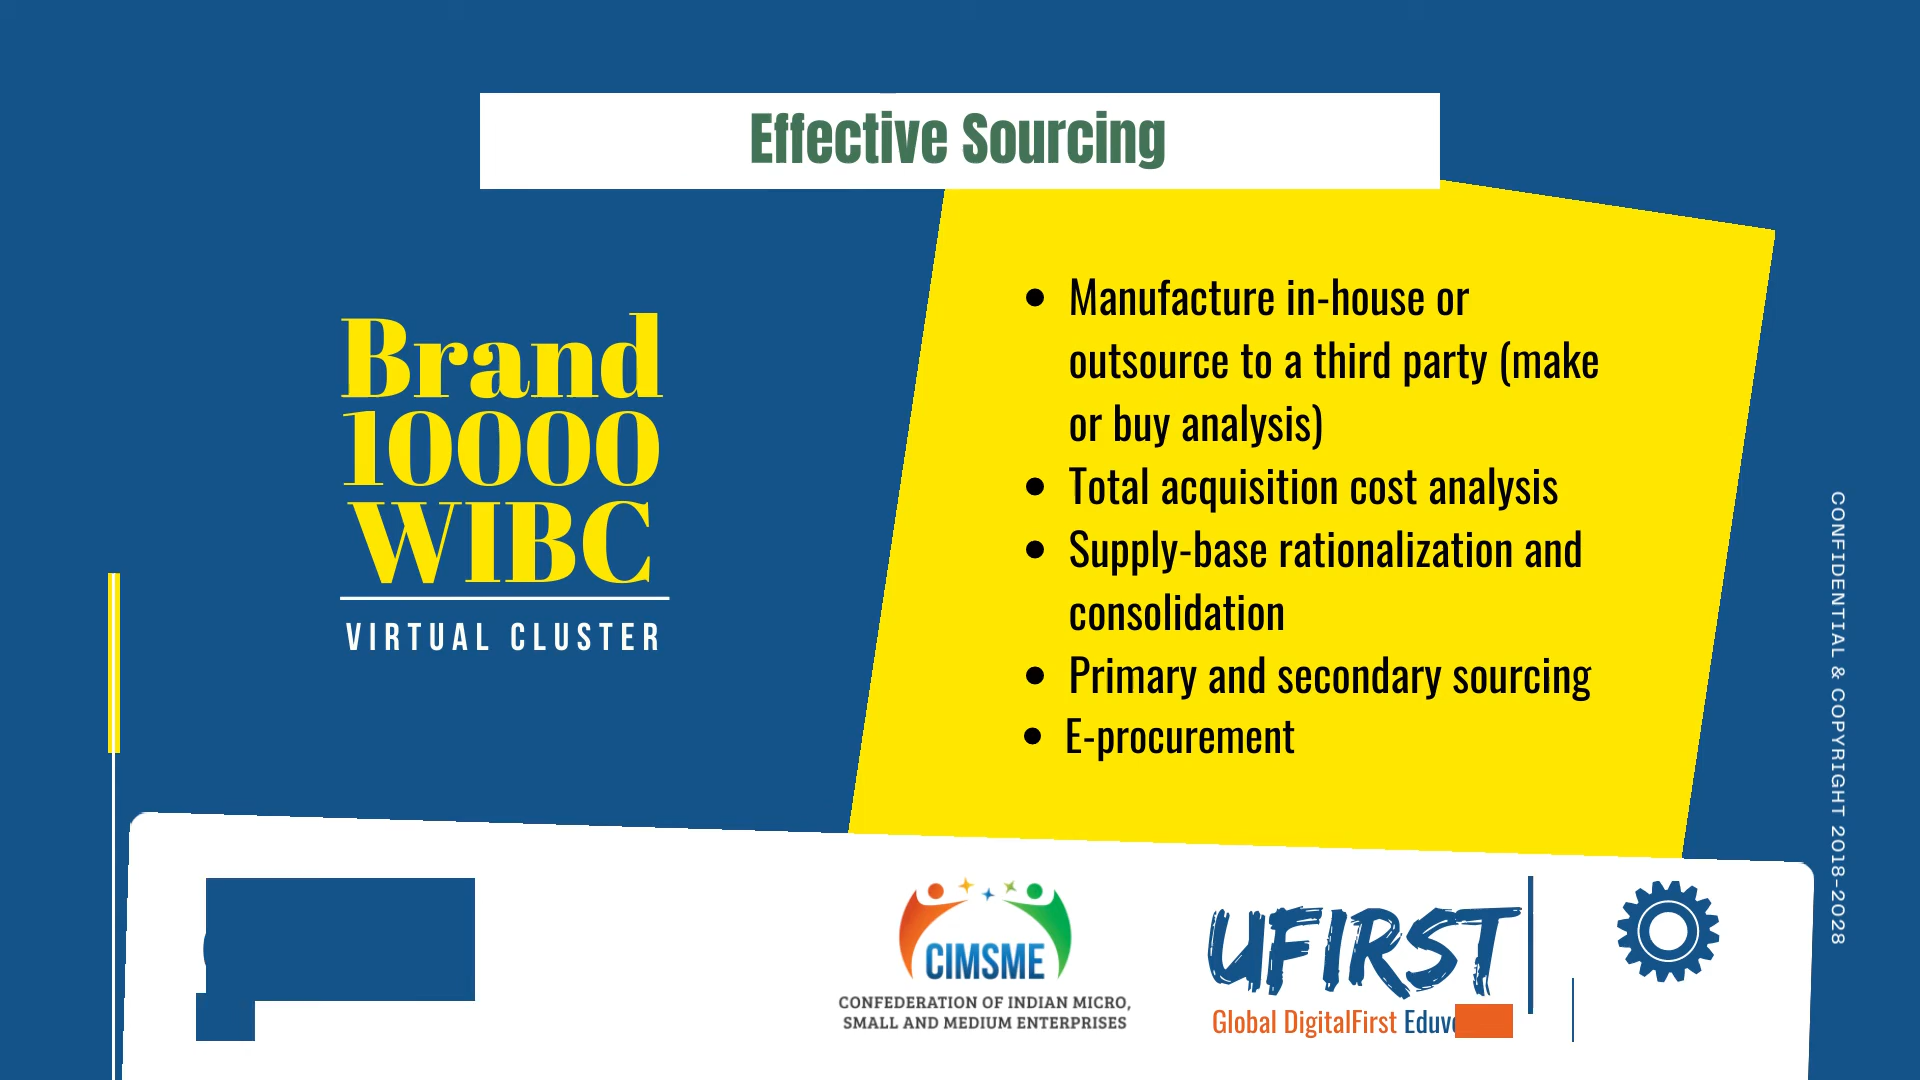 Effective Sourcing
Brand
10000
WIBC
VIRTUAL CLUSTER
• Manufacture in-house or
outsource to a third party (make
or buy analysis)
• Total acquisition cost analysis
• Supply-base rationalization and
consolidation
• Primary and secondary sourcing
• E-procurement
CONFIDENTIAL & COPYRIGHT 2018-2028
CIMSME
CONFEDERATION OF INDIAN MICRO,
SMALL AND MEDIUM ENTERPRISES
UFIRST
Global DigitalFirst